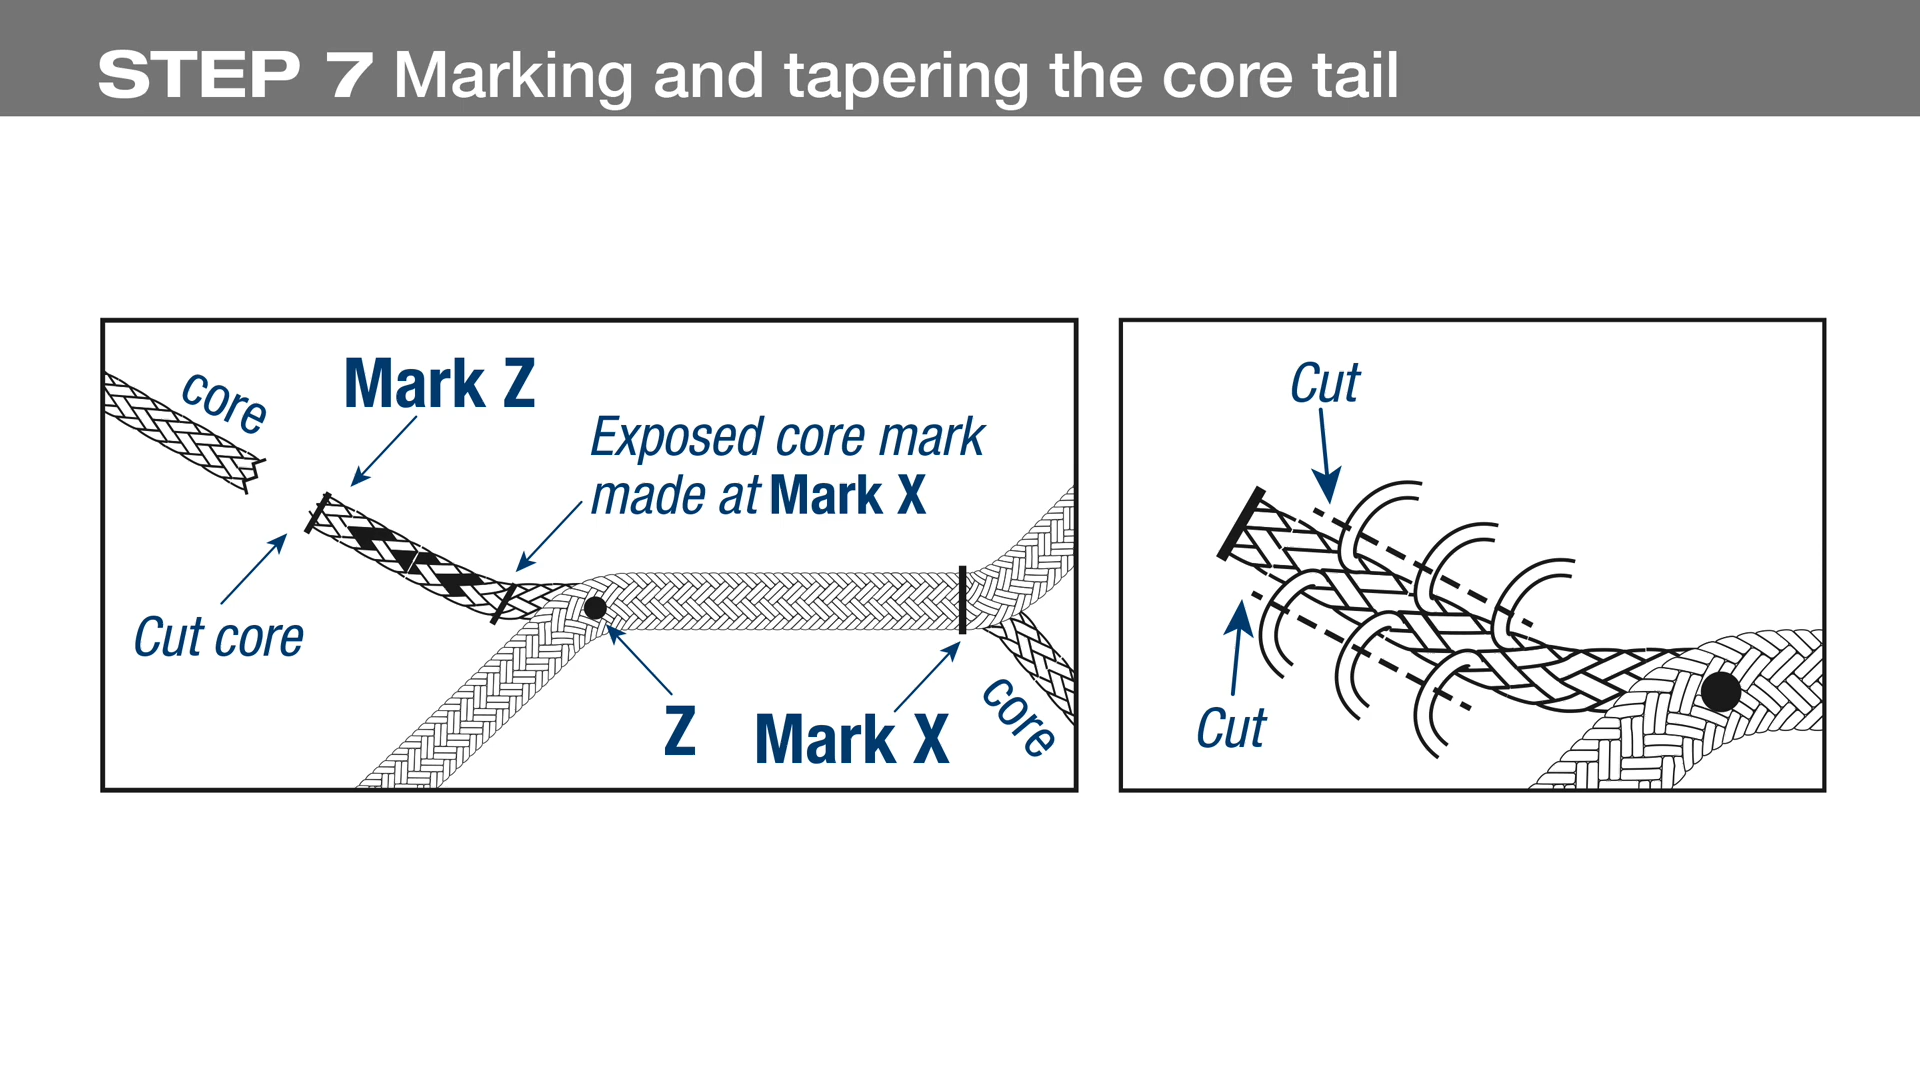 STEP 7 Marking and tapering the core tail
core
Mark Z
Exposed core mark
made at Mark X
Cut core
Z
Mark X
core
Cut
Cut